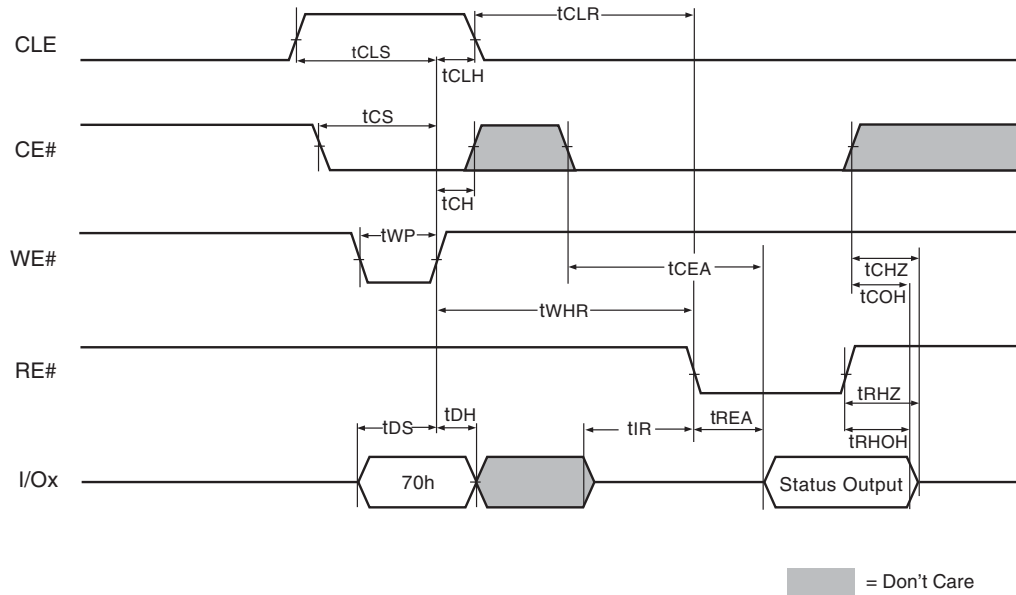 tCLR
CLE
tCLS
tCLH
tCS
CE#
tCH
tWP
WE#
tCEA
tCHZ
tCOH
tWHR
RE#
tRHZ
tDH
tDS
tIR
tREA
tRHOH
I/Ox
70h
Status Output
= Don't Care